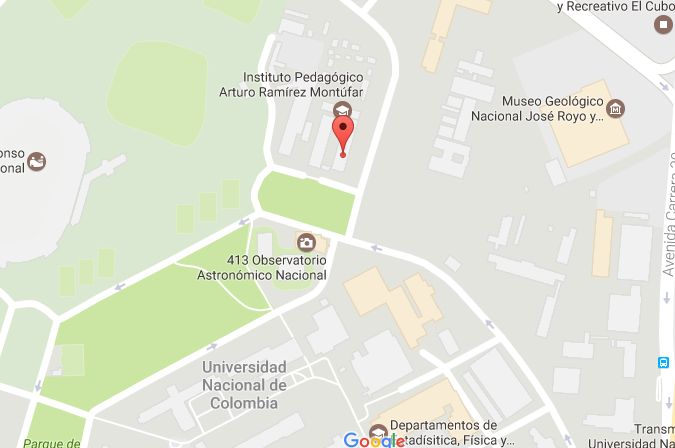 y Recreativo El Cubo
Instituto Pedagógico
Arturo Ramírez Montúfar
Museo Geológico
Nacional José Royo y...
onso
ional
Avenida Carrera 30
413 Observatorio
Astronómico Nacional
Universidad
Nacional de
Colombia
Departamentos de
Estadísitica, Física y...
Transm
Universidad Na
Parque de
Google